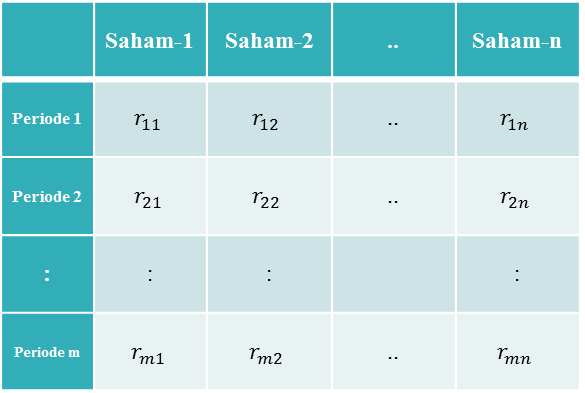 Saham-1 Saham-2 .. Saham-n
Periode 1 r₁₁ r₁₂ .. r₁ₙ
Periode 2 r₂₁ r₂₂ .. r₂ₙ
: : : :
Periode m rₘ₁ rₘ₂ .. rₘₙ